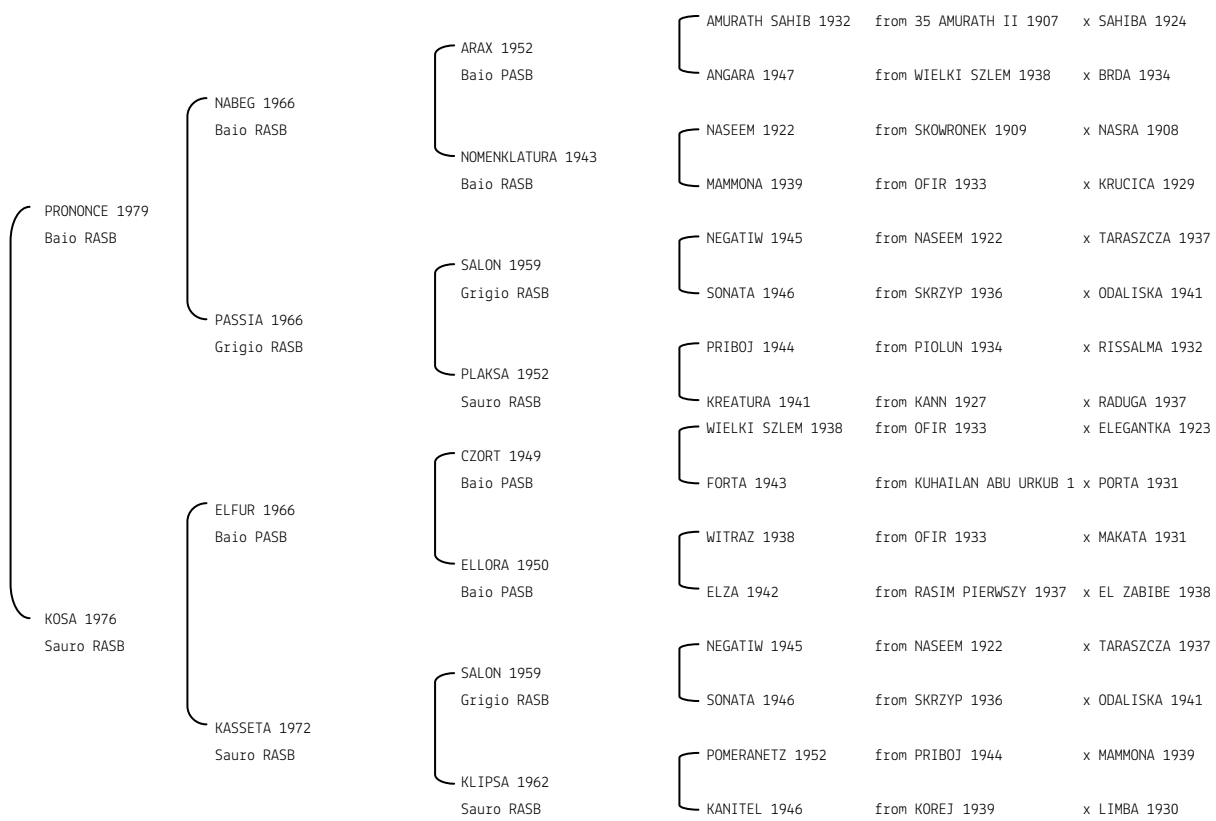 AMURATH SAHIB 1932 from 35 AMURATH II 1907 x SAHIBA 1924
ARAX 1952
Baio PASB
ANGARA 1947 from WIELKI SZLEM 1938 x BRDA 1934
NABEG 1966
Baio RASB
NASEEM 1922 from SKOWRONEK 1909 x NASRA 1908
NOMENKLATURA 1943
Baio RASB
MAMMONA 1939 from OFIR 1933 x KRUCICA 1929
PRONONCE 1979
Baio RASB
NEGATIW 1945 from NASEEM 1922 x TARASZCZA 1937
SALON 1959
Grigio RASB
SONATA 1946 from SKRZYP 1936 x ODALISKA 1941
PASSIA 1966
Grigio RASB
PRIBOJ 1944 from PIOLUN 1934 x RISSALMA 1932
PLAKSA 1952
Sauro RASB
KREATURA 1941 from KANN 1927 x RADUGA 1937
WIELKI SZLEM 1938 from OFIR 1933 x ELEGANTKA 1923
CZORT 1949
Baio PASB
FORTA 1943 from KUHAILAN ABU URKUB 1 x PORTA 1931
ELFUR 1966
Baio PASB
WITRAZ 1938 from OFIR 1933 x MAKATA 1931
ELLORA 1950
Baio PASB
ELZA 1942 from RASIM PIERWSZY 1937 x EL ZABIBE 1938
KOSA 1976
Sauro RASB
NEGATIW 1945 from NASEEM 1922 x TARASZCZA 1937
SALON 1959
Grigio RASB
SONATA 1946 from SKRZYP 1936 x ODALISKA 1941
KASSETA 1972
Sauro RASB
POMERANETZ 1952 from PRIBOJ 1944 x MAMMONA 1939
KLIPSA 1962
Sauro RASB
KANITEL 1946 from KOREJ 1939 x LIMBA 1930